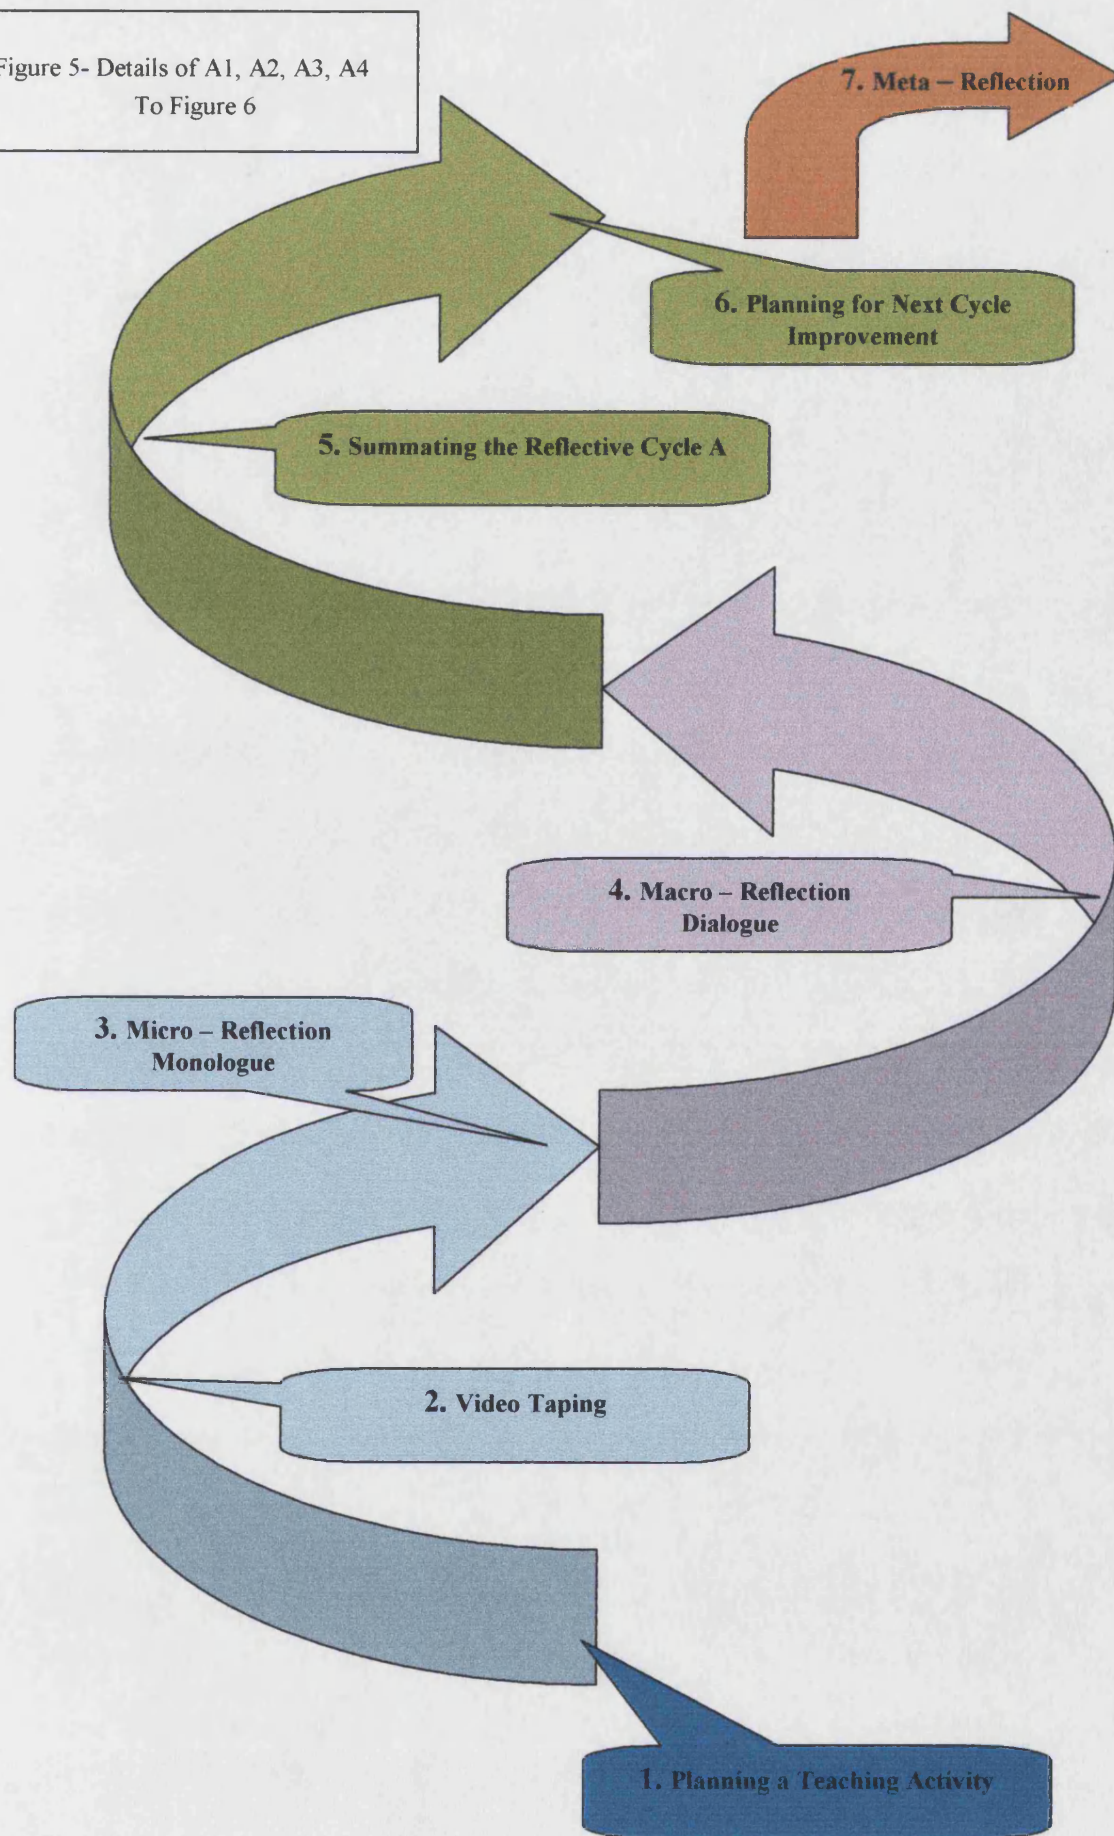 Figure 5- Details of A1, A2, A3, A4
To Figure 6
7. Meta – Reflection
6. Planning for Next Cycle
Improvement
5. Summating the Reflective Cycle A
4. Macro – Reflection
Dialogue
3. Micro – Reflection
Monologue
2. Video Taping
1. Planning a Teaching Activity